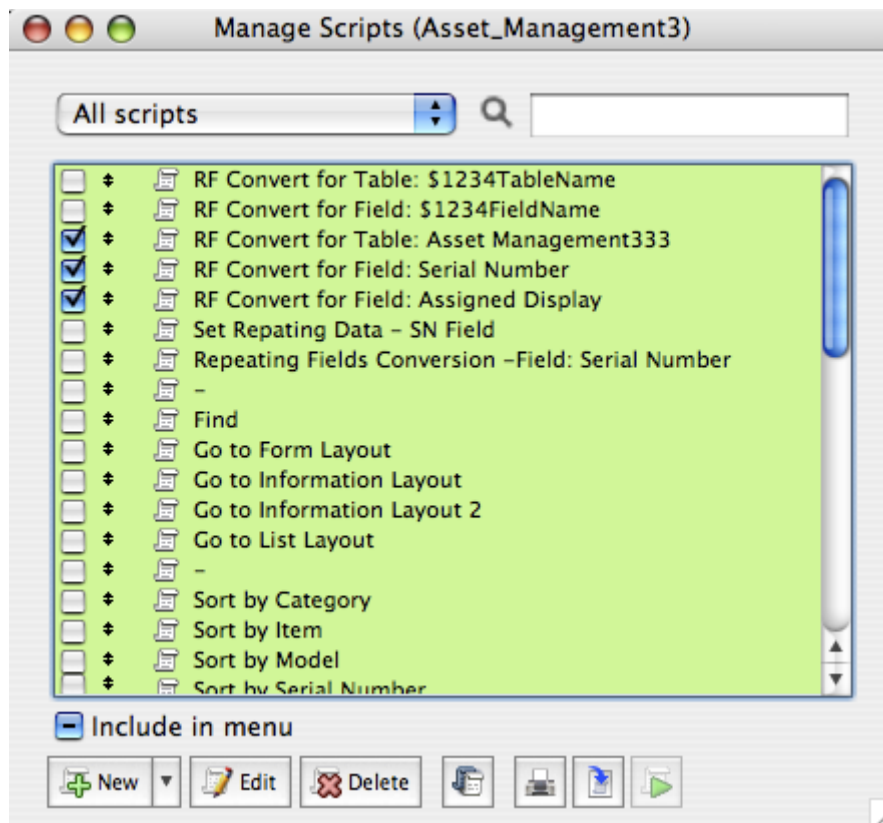 Manage Scripts (Asset_Management3)
All scripts
RF Convert for Table: $1234TableName
RF Convert for Field: $1234FieldName
RF Convert for Table: Asset Management333
RF Convert for Field: Serial Number
RF Convert for Field: Assigned Display
Set Repating Data – SN Field
Repeating Fields Conversion –Field: Serial Number
–
Find
Go to Form Layout
Go to Information Layout
Go to Information Layout 2
Go to List Layout
–
Sort by Category
Sort by Item
Sort by Model
Sort by Serial Number
Include in menu
New Edit Delete